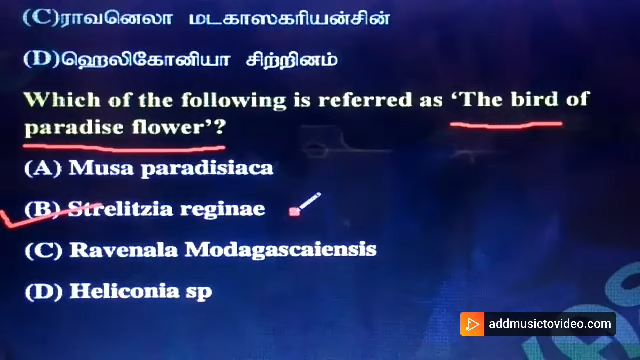 (C)ராவனெலா மடகாஸகரியன்சின்
(D)ஹெலிகோனியா சிற்றினம்
Which of the following is referred as ‘The bird of
paradise flower’?
(A) Musa paradisiaca
(B) Strelitzia reginae
(C) Ravenala Modagascaiensis
(D) Heliconia sp
addmusictovideo.com